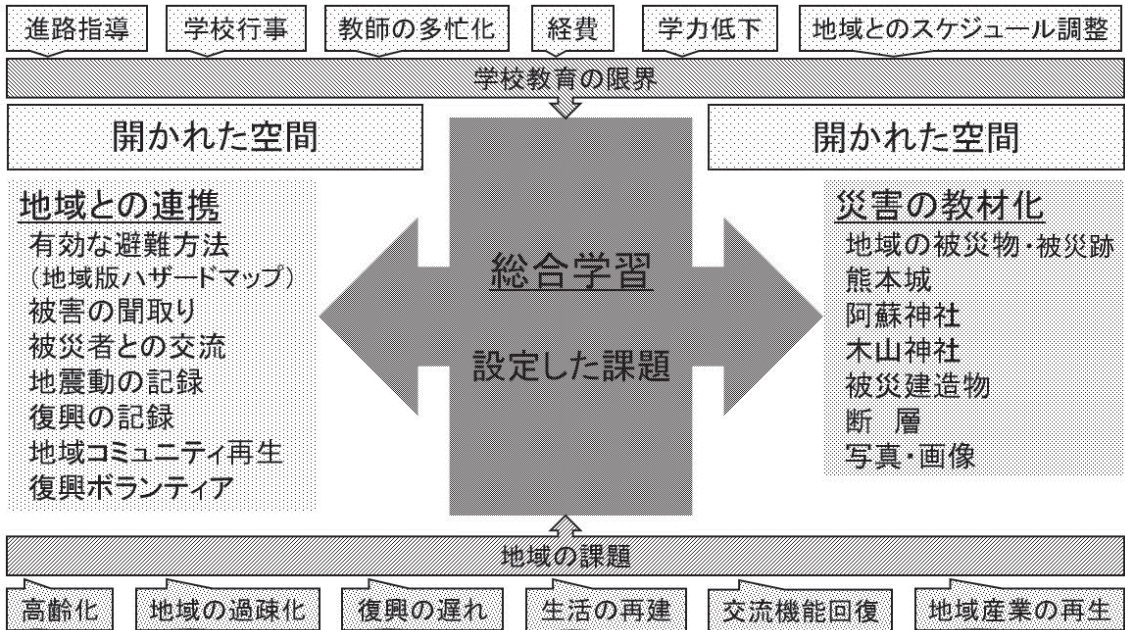 進路指導
学校行事
教師の多忙化
経費
学力低下
地域とのスケジュール調整
学校教育の限界
開かれた空間
開かれた空間
地域との連携
有効な避難方法
(地域版ハザードマップ)
被害の聞取り
被災者との交流
地震動の記録
復興の記録
地域コミュニティ再生
復興ボランティア
総合学習
設定した課題
災害の教材化
地域の被災物・被災跡
熊本城
阿蘇神社
木山神社
被災建造物
断 層
写真・画像
地域の課題
高齢化
地域の過疎化
復興の遅れ
生活の再建
交流機能回復
地域産業の再生